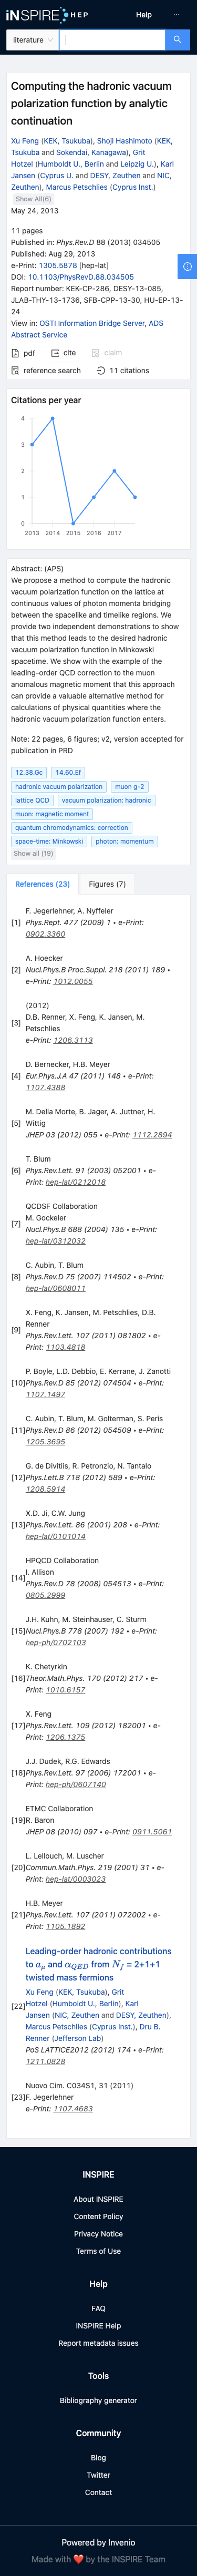 iNSPIRE HEP
Help
···
literature
Computing the hadronic vacuum
polarization function by analytic
continuation
Xu Feng (KEK, Tsukuba), Shoji Hashimoto (KEK,
Tsukuba and Sokendai, Kanagawa), Grit
Hotzel (Humboldt U., Berlin and Leipzig U.), Karl
Jansen (Cyprus U. and DESY, Zeuthen and NIC,
Zeuthen), Marcus Petschlies (Cyprus Inst.)
Show All(6)
May 24, 2013
11 pages
Published in: Phys.Rev.D 88 (2013) 034505
Published: Aug 29, 2013
e-Print: 1305.5878 [hep-lat]
DOI: 10.1103/PhysRevD.88.034505
Report number: KEK-CP-286, DESY-13-085,
JLAB-THY-13-1736, SFB-CPP-13-30, HU-EP-13-
24
View in: OSTI Information Bridge Server, ADS
Abstract Service
pdf
cite
claim
reference search
11 citations
Citations per year
4
3
2
1
0
2013 2014 2015 2016 2017
Abstract: (APS)
We propose a method to compute the hadronic
vacuum polarization function on the lattice at
continuous values of photon momenta bridging
between the spacelike and timelike regions. We
provide two independent demonstrations to show
that this method leads to the desired hadronic
vacuum polarization function in Minkowski
spacetime. We show with the example of the
leading-order QCD correction to the muon
anomalous magnetic moment that this approach
can provide a valuable alternative method for
calculations of physical quantities where the
hadronic vacuum polarization function enters.
Note: 22 pages, 6 figures; v2, version accepted for
publication in PRD
12.38.Gc
14.60.Ef
hadronic vacuum polarization
muon g-2
lattice QCD
vacuum polarization: hadronic
muon: magnetic moment
quantum chromodynamics: correction
space-time: Minkowski
photon: momentum
Show all (19)
References (23)
Figures (7)
F. Jegerlehner, A. Nyffeler
[1] Phys.Rept. 477 (2009) 1 • e-Print:
0902.3360
A. Hoecker
[2] Nucl.Phys.B Proc.Suppl. 218 (2011) 189 •
e-Print: 1012.0055
(2012)
[3] D.B. Renner, X. Feng, K. Jansen, M.
Petschlies
e-Print: 1206.3113
D. Bernecker, H.B. Meyer
[4] Eur.Phys.J.A 47 (2011) 148 • e-Print:
1107.4388
M. Della Morte, B. Jager, A. Juttner, H.
[5] Wittig
JHEP 03 (2012) 055 • e-Print: 1112.2894
T. Blum
[6] Phys.Rev.Lett. 91 (2003) 052001 • e-
Print: hep-lat/0212018
QCDSF Collaboration
[7] M. Gockeler
Nucl.Phys.B 688 (2004) 135 • e-Print:
hep-lat/0312032
C. Aubin, T. Blum
[8] Phys.Rev.D 75 (2007) 114502 • e-Print:
hep-lat/0608011
X. Feng, K. Jansen, M. Petschlies, D.B.
[9] Renner
Phys.Rev.Lett. 107 (2011) 081802 • e-
Print: 1103.4818
P. Boyle, L.D. Debbio, E. Kerrane, J. Zanotti
[10] Phys.Rev.D 85 (2012) 074504 • e-Print:
1107.1497
C. Aubin, T. Blum, M. Golterman, S. Peris
[11] Phys.Rev.D 86 (2012) 054509 • e-Print:
1205.3695
G. de Divitiis, R. Petronzio, N. Tantalo
[12] Phys.Lett.B 718 (2012) 589 • e-Print:
1208.5914
X.D. Ji, C.W. Jung
[13] Phys.Rev.Lett. 86 (2001) 208 • e-Print:
hep-lat/0101014
HPQCD Collaboration
[14] I. Allison
Phys.Rev.D 78 (2008) 054513 • e-Print:
0805.2999
J.H. Kuhn, M. Steinhauser, C. Sturm
[15] Nucl.Phys.B 778 (2007) 192 • e-Print:
hep-ph/0702103
K. Chetyrkin
[16] Theor.Math.Phys. 170 (2012) 217 • e-
Print: 1010.6157
X. Feng
[17] Phys.Rev.Lett. 109 (2012) 182001 • e-
Print: 1206.1375
J.J. Dudek, R.G. Edwards
[18] Phys.Rev.Lett. 97 (2006) 172001 • e-
Print: hep-ph/0607140
ETMC Collaboration
[19] R. Baron
JHEP 08 (2010) 097 • e-Print: 0911.5061
L. Lellouch, M. Luscher
[20] Commun.Math.Phys. 219 (2001) 31 • e-
Print: hep-lat/0003023
H.B. Meyer
[21] Phys.Rev.Lett. 107 (2011) 072002 • e-
Print: 1105.1892
Leading-order hadronic contributions
to aμ and αQED from Nf = 2+1+1
twisted mass fermions
Xu Feng (KEK, Tsukuba), Grit
[22] Hotzel (Humboldt U., Berlin), Karl
Jansen (NIC, Zeuthen and DESY, Zeuthen),
Marcus Petschlies (Cyprus Inst.), Dru B.
Renner (Jefferson Lab)
PoS LATTICE2012 (2012) 174 • e-Print:
1211.0828
Nuovo Cim. C034S1, 31 (2011)
[23] F. Jegerlehner
e-Print: 1107.4683
INSPIRE
About INSPIRE
Content Policy
Privacy Notice
Terms of Use
Help
FAQ
INSPIRE Help
Report metadata issues
Tools
Bibliography generator
Community
Blog
Twitter
Contact
Powered by Invenio
Made with ❤️ by the INSPIRE Team